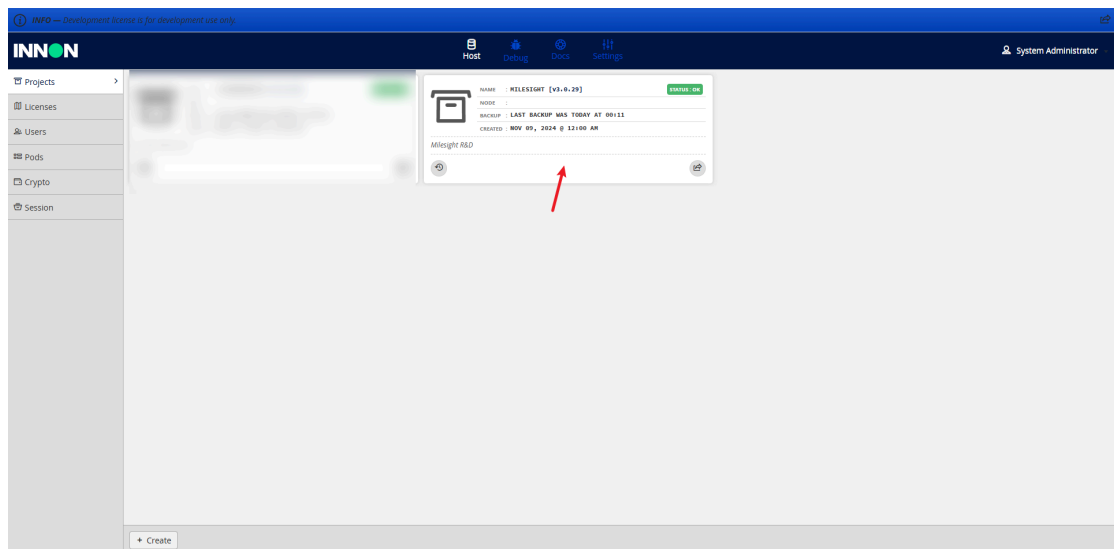 INFO — Development license is for development use only.
INNON
Host
Debug
Docs
Settings
System Administrator
Projects
Licenses
Users
Pods
Crypto
Session
NAME : MILESIGHT [v3.0.29]
STATUS: OK
NODE :
BACKUP : LAST BACKUP WAS TODAY AT 00:11
CREATED : NOV 09, 2024 @ 12:00 AM
Milesight R&D
+ Create